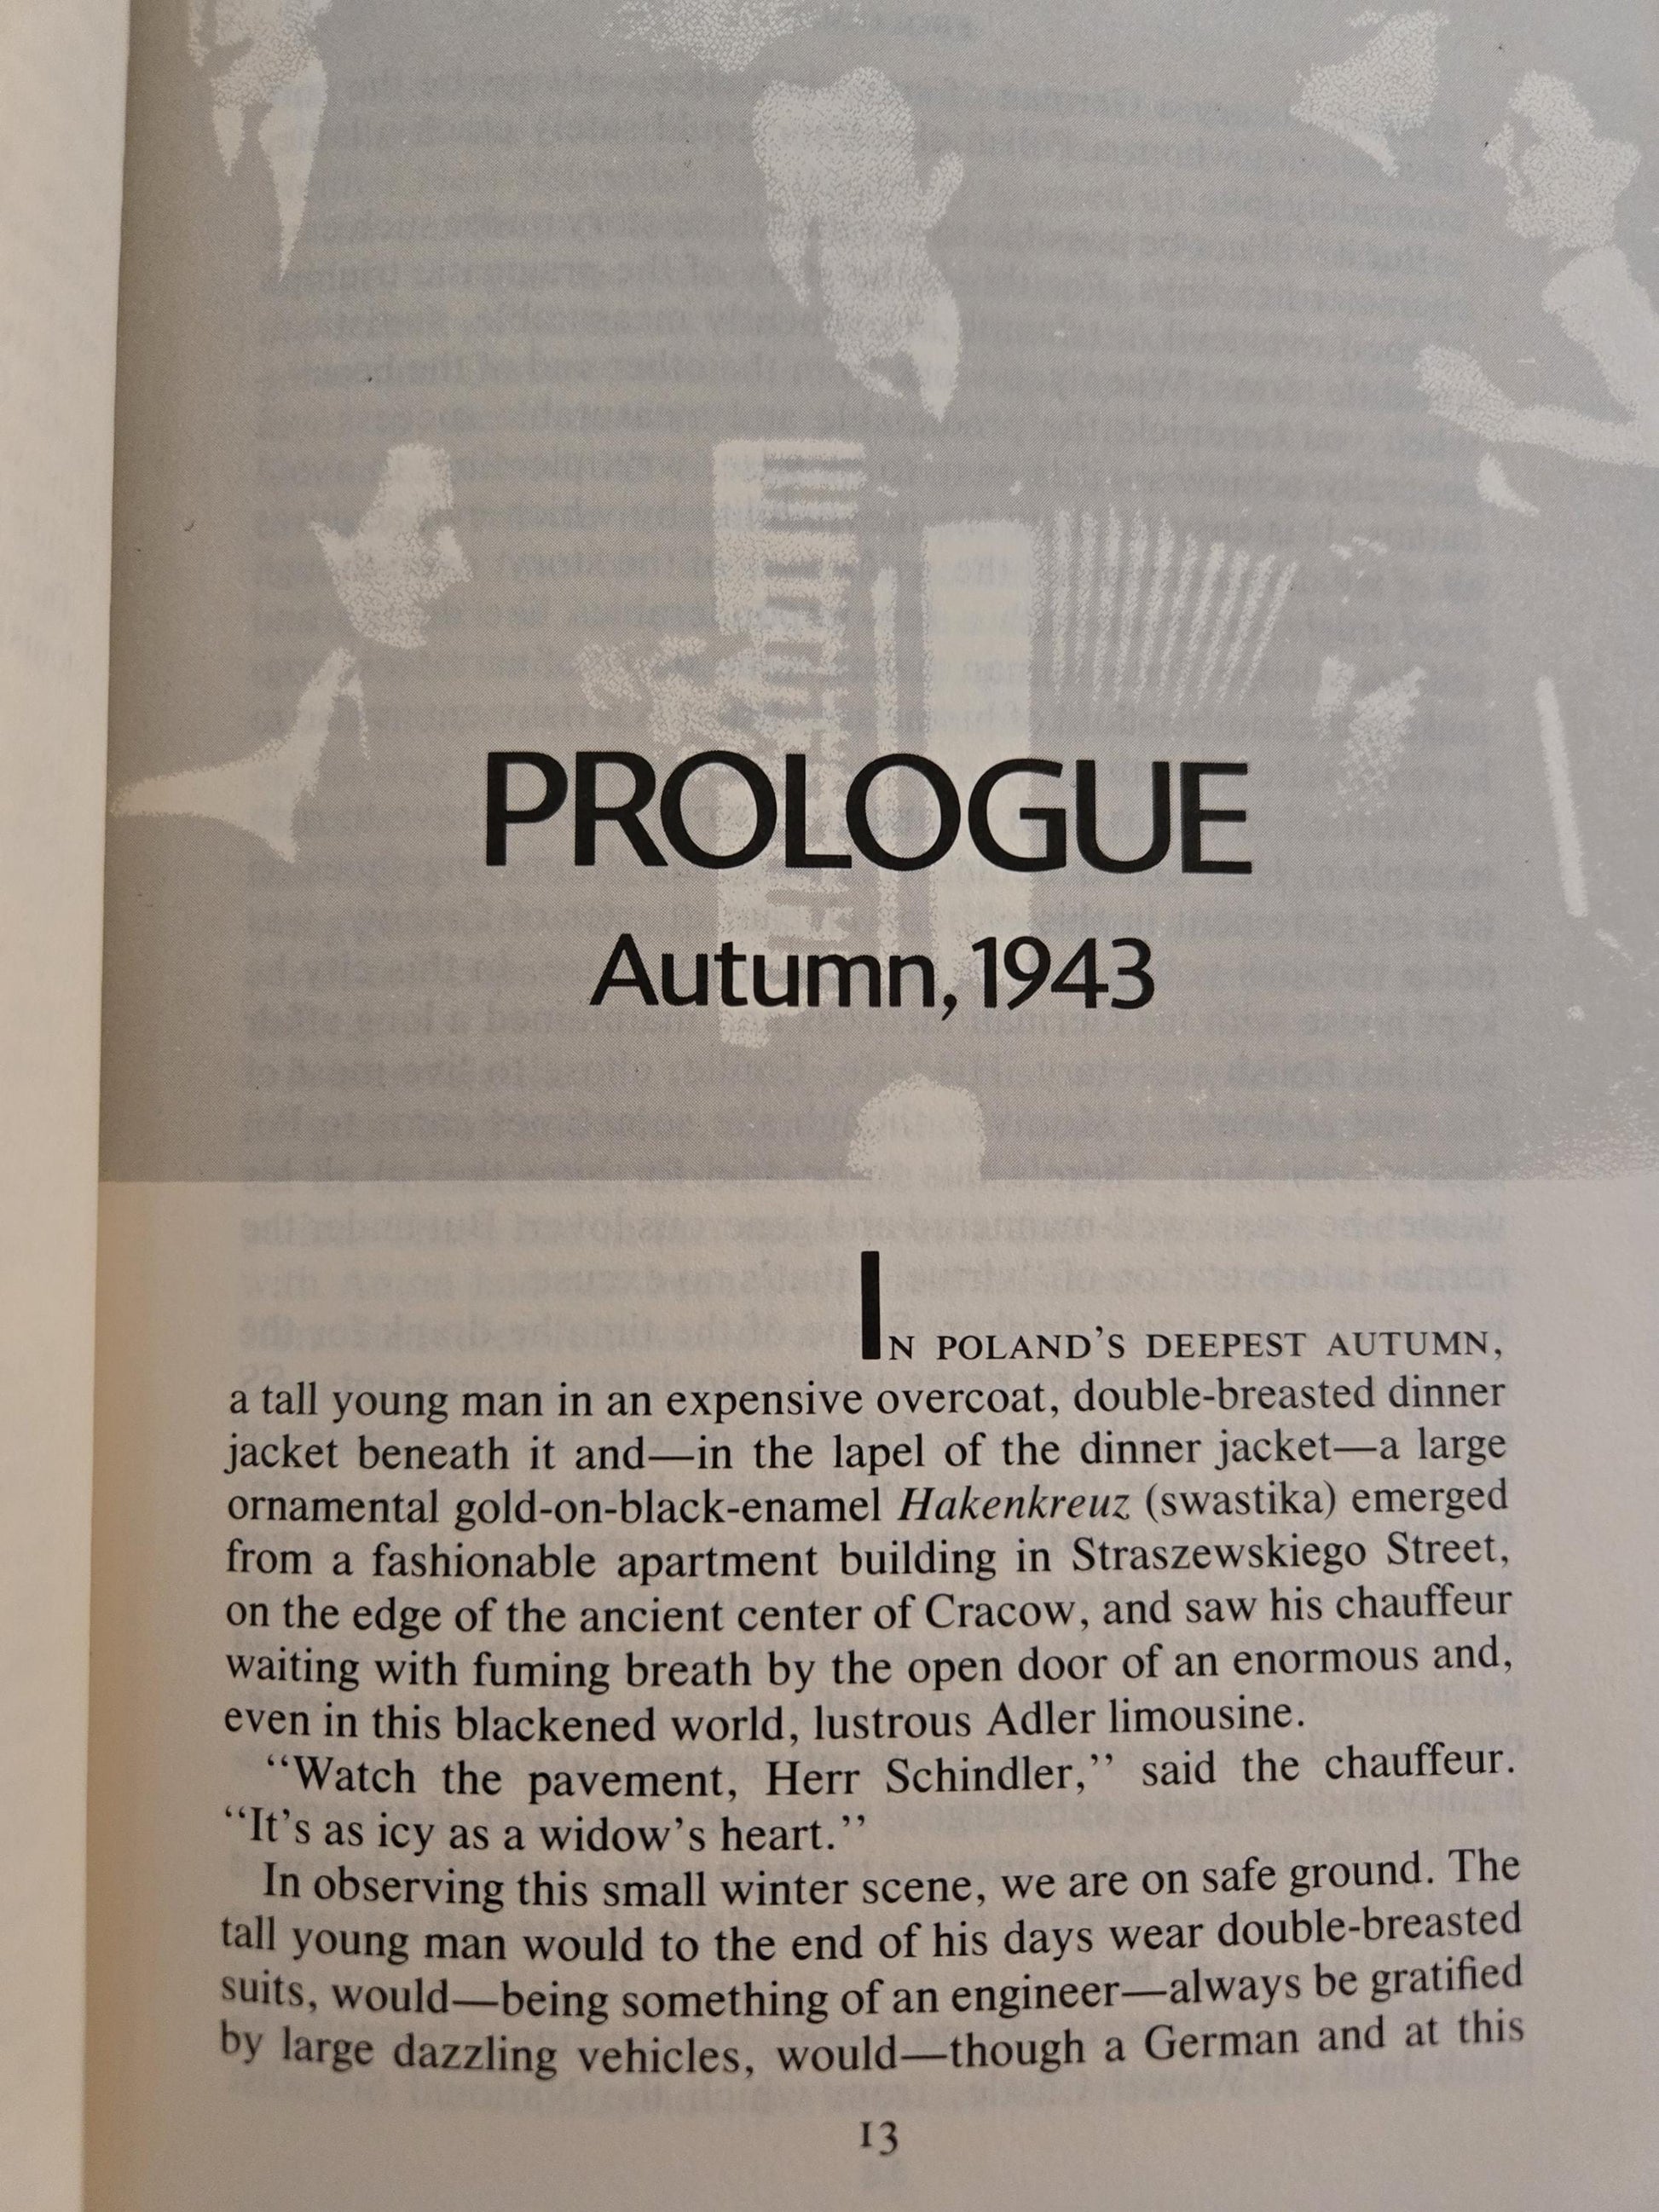 PROLOGUE
Autumn, 1943
IN POLAND'S DEEPEST AUTUMN,
a tall young man in an expensive overcoat, double-breasted dinner
jacket beneath it and—in the lapel of the dinner jacket—a large
ornamental gold-on-black-enamel Hakenkreuz (swastika) emerged
from a fashionable apartment building in Straszewskiego Street,
on the edge of the ancient center of Cracow, and saw his chauffeur
waiting with fuming breath by the open door of an enormous and,
even in this blackened world, lustrous Adler limousine.
“Watch the pavement, Herr Schindler,” said the chauffeur.
“It's as icy as a widow's heart.”
In observing this small winter scene, we are on safe ground. The
tall young man would to the end of his days wear double-breasted
suits, would—being something of an engineer—always be gratified
by large dazzling vehicles, would—though a German and at this
13